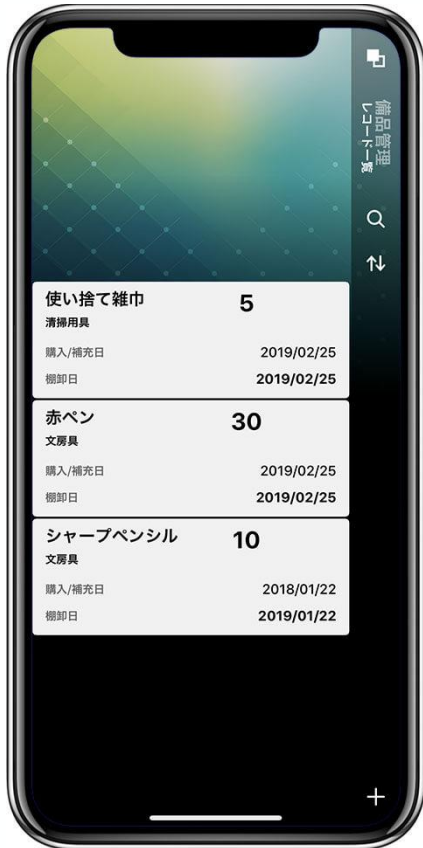 備品管理
レコード一覧
使い捨て雑巾 5
清掃用具
購入/補充日 2019/02/25
棚卸日 2019/02/25
赤ペン 30
文房具
購入/補充日 2019/02/25
棚卸日 2019/02/25
シャープペンシル 10
文房具
購入/補充日 2018/01/22
棚卸日 2019/01/22